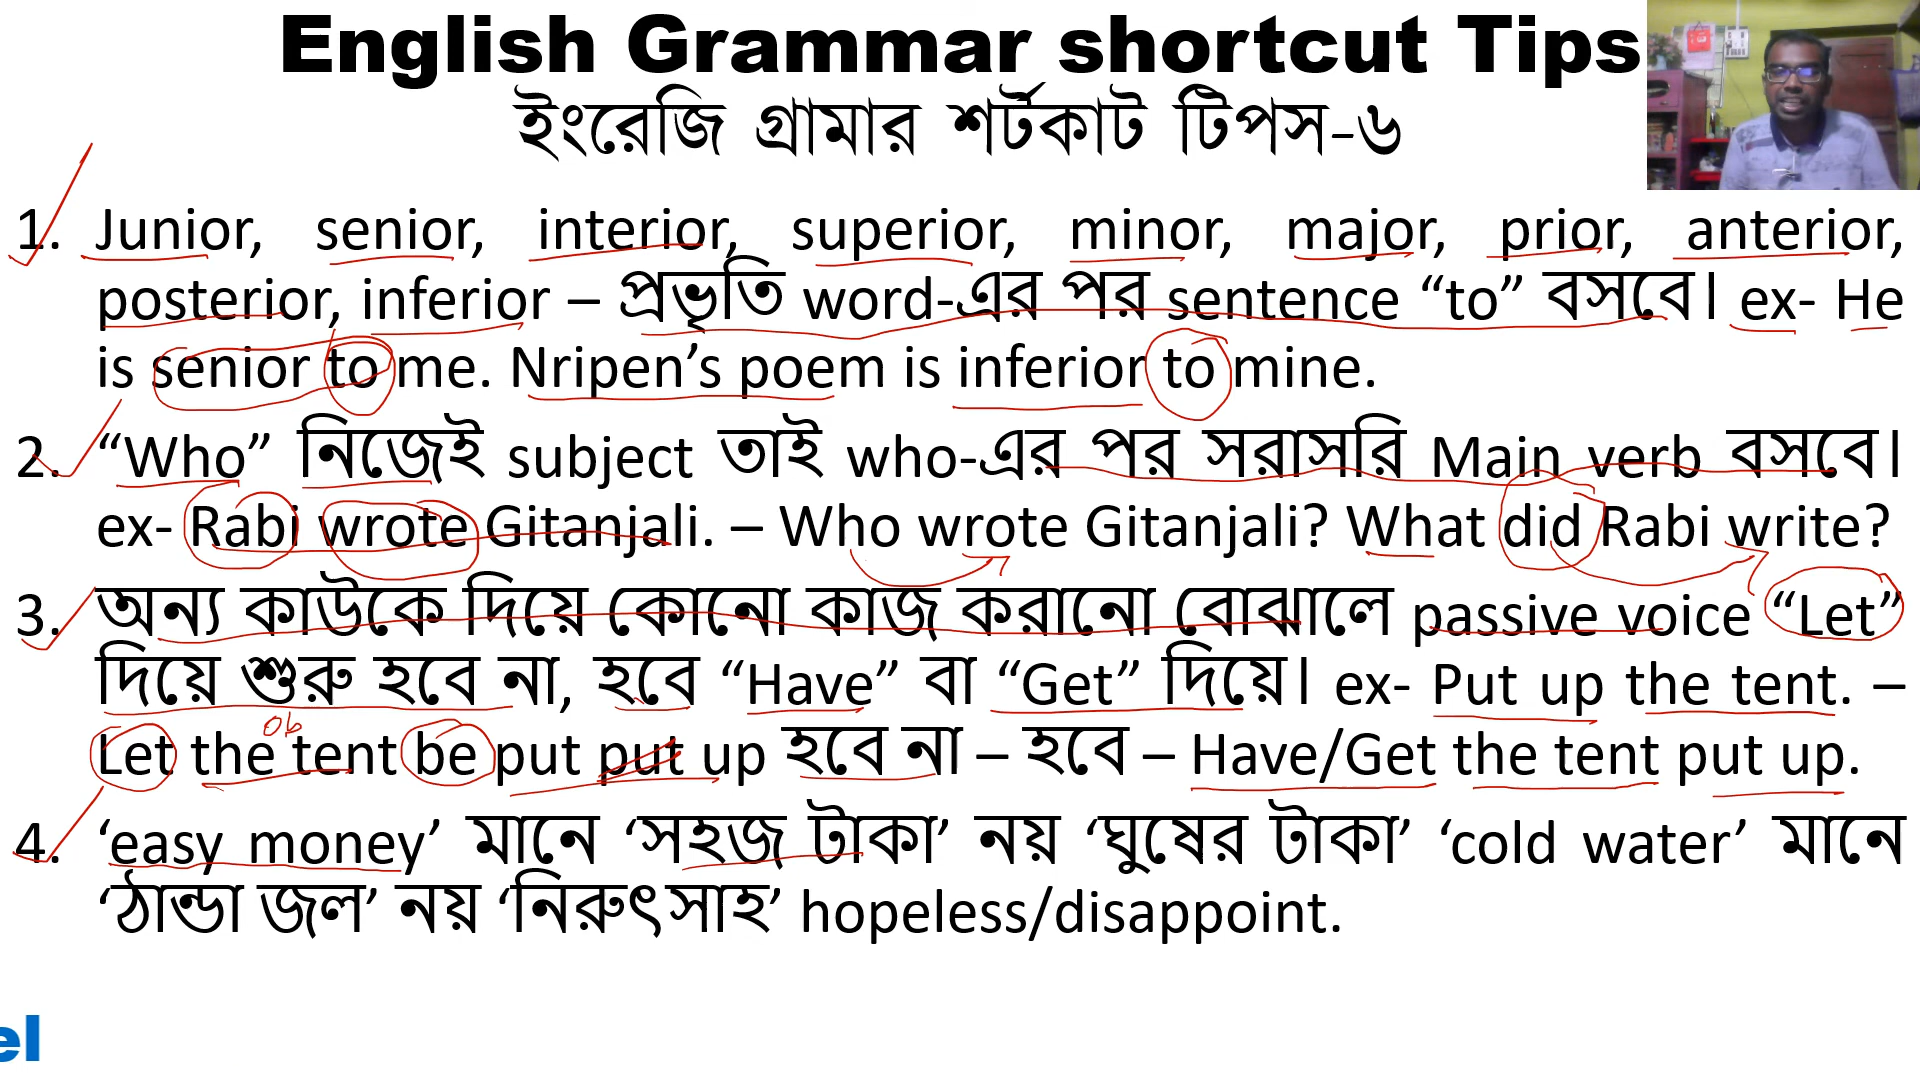 English Grammar shortcut Tips
ইংরেজি গ্রামার শর্টকাট টিপস-৬
1. Junior, senior, interior, superior, minor, major, prior, anterior,
posterior, inferior – প্রভৃতি word-এর পর sentence “to” বসবে। ex- He
is senior to me. Nripen’s poem is inferior to mine.
2. “Who” নিজেই subject তাই who-এর পর সরাসরি Main verb বসবে।
ex- Rabi wrote Gitanjali. – Who wrote Gitanjali? What did Rabi write?
3. অন্য কাউকে দিয়ে কোনো কাজ করানো বোঝালে passive voice “Let”
দিয়ে শুরু হবে না, হবে “Have” বা “Get” দিয়ে। ex- Put up the tent. –
ob
Let the tent be put put up হবে না – হবে – Have/Get the tent put up.
4. ‘easy money’ মানে ‘সহজ টাকা’ নয় ‘ঘুষের টাকা’ ‘cold water’ মানে
‘ঠান্ডা জল’ নয় ‘নিরুৎসাহ’ hopeless/disappoint.
el